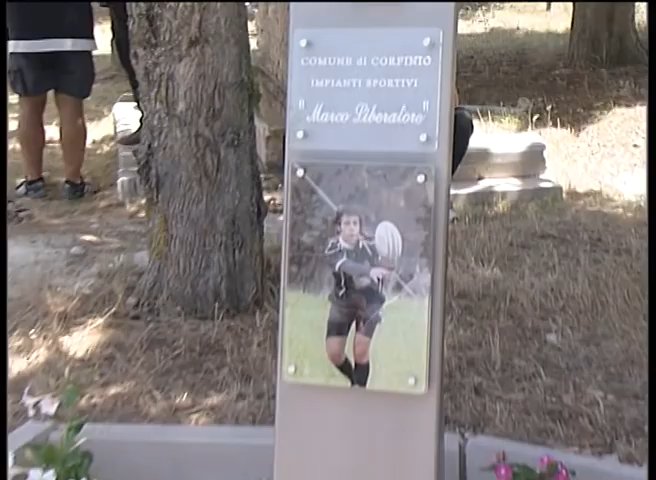 COMUNE di CORFINIO
IMPIANTI SPORTIVI
"Marco Liberatore"